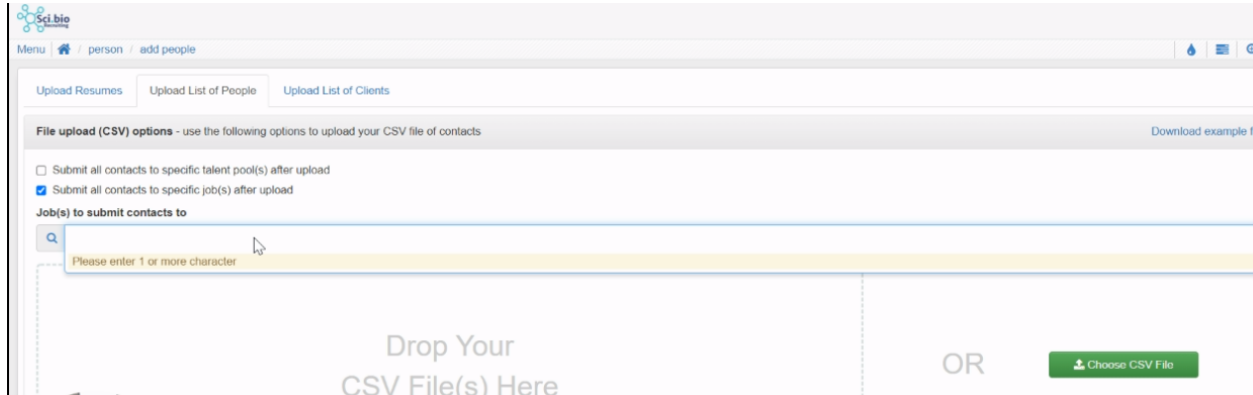 Sci.bio
Recruiting
Menu / person / add people
Upload Resumes Upload List of People Upload List of Clients
File upload (CSV) options - use the following options to upload your CSV file of contacts Download example f
Submit all contacts to specific talent pool(s) after upload
Submit all contacts to specific job(s) after upload
Job(s) to submit contacts to
Please enter 1 or more character
Drop Your
CSV File(s) Here
OR
Choose CSV File